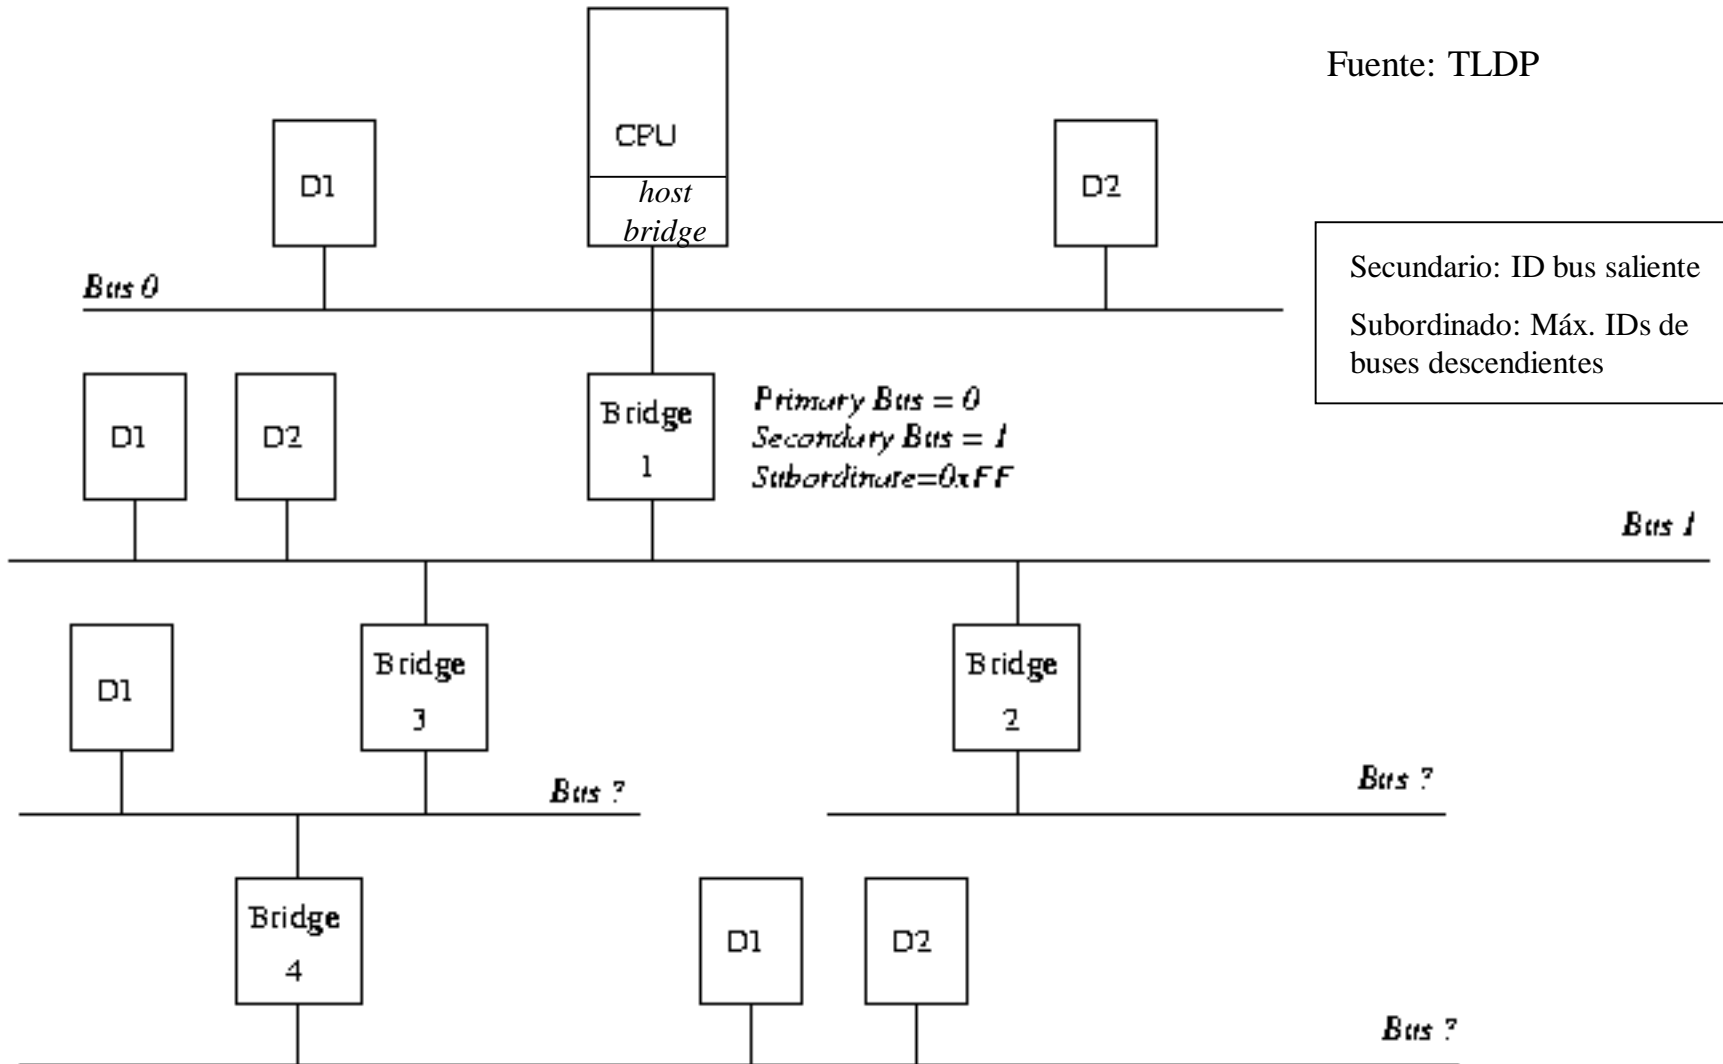 Fuente: TLDP
CPU
host
bridge
D1
D2
Bus 0
Secundario: ID bus saliente
Subordinado: Máx. IDs de
buses descendientes
D1
D2
Bridge
1
Primary Bus = 0
Secondary Bus = 1
Subordinate=0xFF
Bus 1
D1
Bridge
3
Bridge
2
Bus ?
Bus ?
Bridge
4
D1
D2
Bus ?